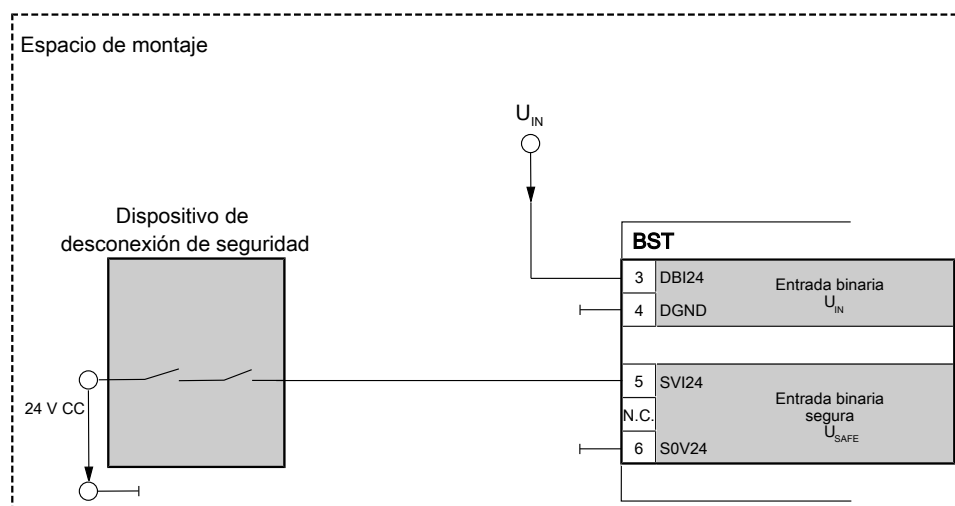 Espacio de montaje
U_IN
Dispositivo de
desconexión de seguridad
24 V CC
BST
3 DBI24
4 DGND
Entrada binaria
U_IN
5 SVI24
N.C.
6 S0V24
Entrada binaria
segura
U_SAFE